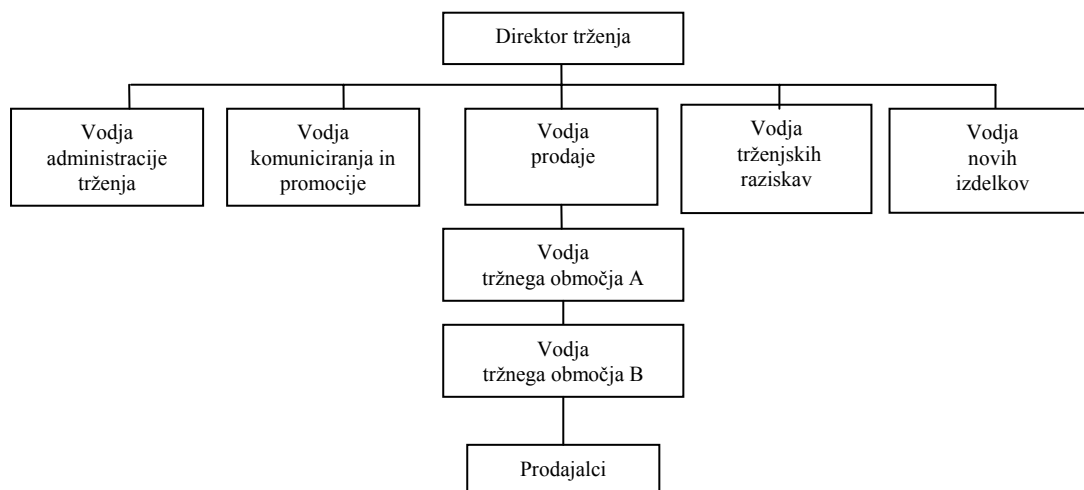 Direktor trženja
Vodja
administracije
trženja
Vodja
komuniciranja in
promocije
Vodja
prodaje
Vodja
trženjskih
raziskav
Vodja
novih
izdelkov
Vodja
tržnega območja A
Vodja
tržnega območja B
Prodajalci